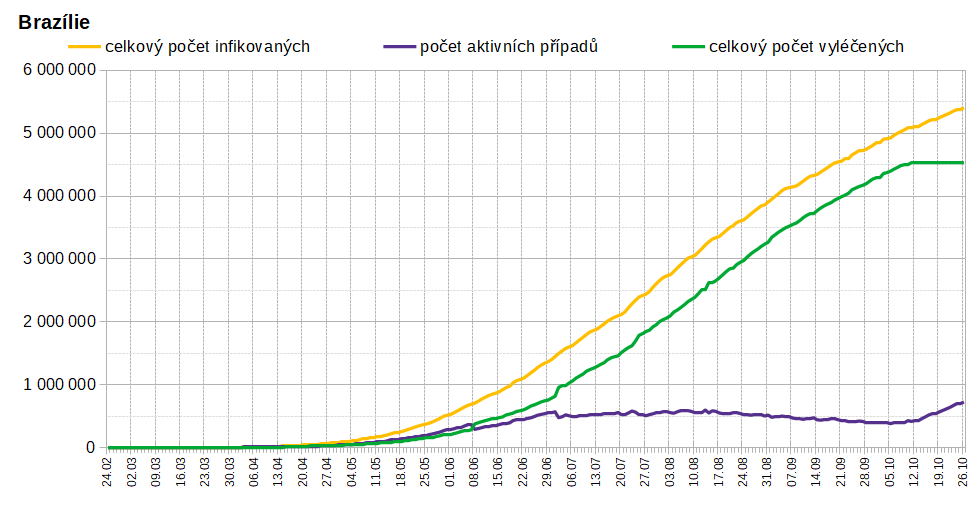 Brazílie
celkový počet infikovaných počet aktivních případů celkový počet vyléčených
6 000 000
5 000 000
4 000 000
3 000 000
2 000 000
1 000 000
0
24.02 02.03 09.03 16.03 23.03 30.03 06.04 13.04 20.04 27.04 04.05 11.05 18.05 25.05 01.06 08.06 15.06 22.06 29.06 06.07 13.07 20.07 27.07 03.08 10.08 17.08 24.08 31.08 07.09 14.09 21.09 28.09 05.10 12.10 19.10 26.10